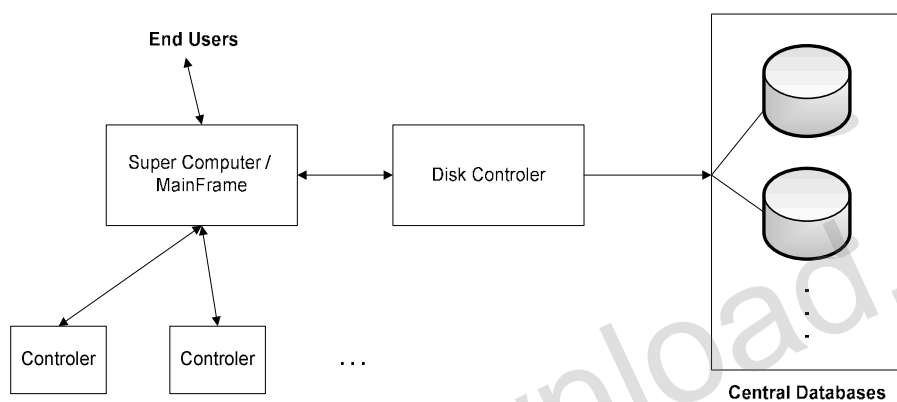 End Users
Super Computer /
MainFrame
Disk Controler
Controler
Controler
...
Central Databases